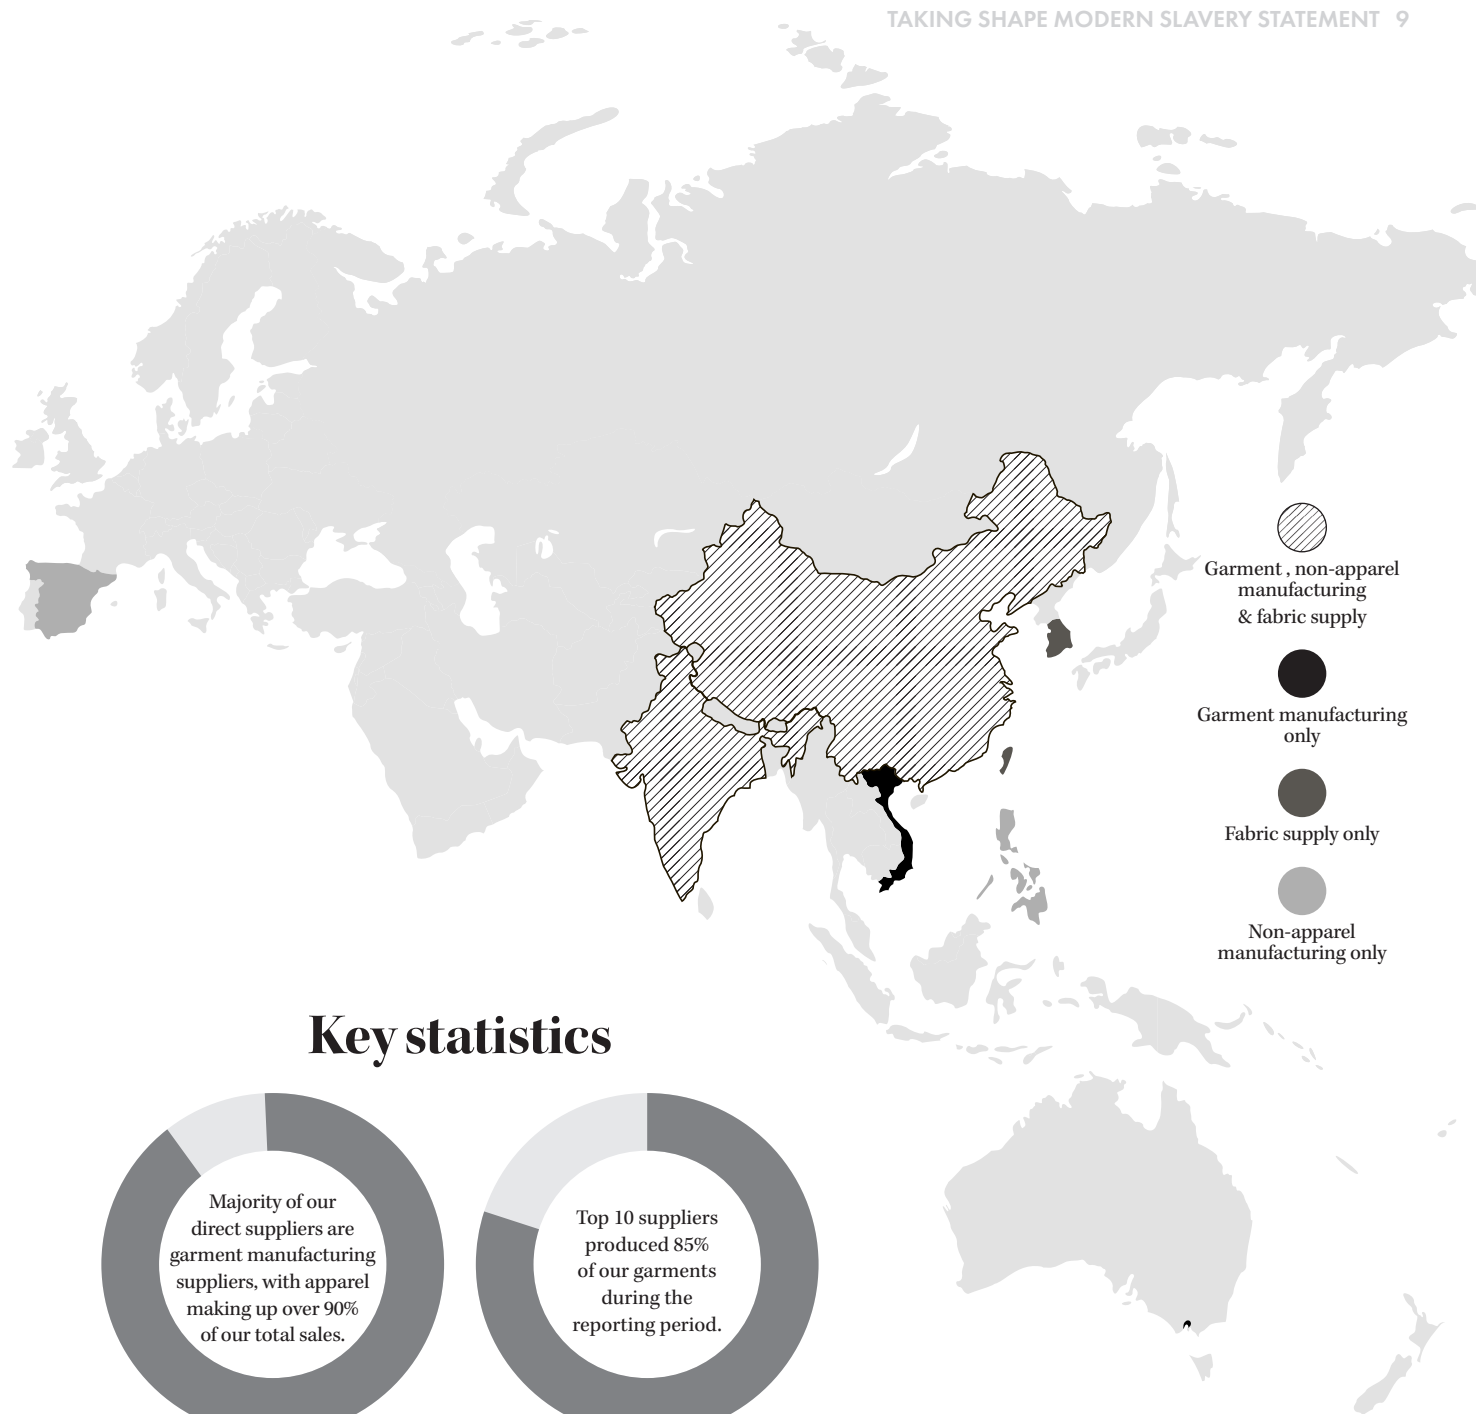 TAKING SHAPE MODERN SLAVERY STATEMENT 9
Garment , non-apparel
manufacturing
& fabric supply
Garment manufacturing
only
Fabric supply only
Non-apparel
manufacturing only
Key statistics
Majority of our
direct suppliers are
garment manufacturing
suppliers, with apparel
making up over 90%
of our total sales.
Top 10 suppliers
produced 85%
of our garments
during the
reporting period.